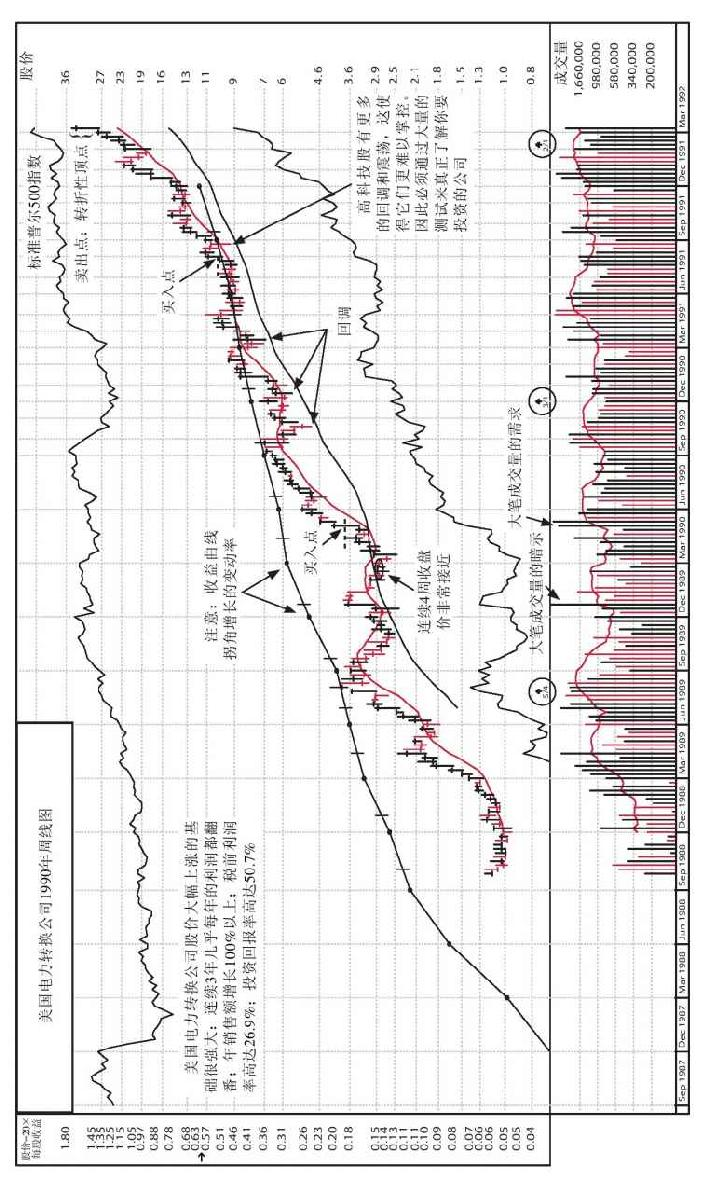 美国电力转换公司1990年周线图
美国电力转换公司股价大幅上涨的基
础很强大：连续3年几乎每年的利润都翻
番；年销售额增长100%以上；税前利润
率高达26.9%；投资回报率高达50.7%
标准普尔500指数
卖出点：转折性顶点
买入点
注意：收益曲线
拐角增长的变动率
买入点
连续4周收盘
价非常接近
回调
高科技股有更多
的回调和震荡，这使
得它们更难以掌控。
因此必须通过大量的
测试来真正了解你要
投资的公司
大笔成交量的暗示
大笔成交量的需求
股价=20×
每股收益
1.80
1.45
1.35
1.25
1.15
1.05
0.97
0.88
0.78
0.68
0.63
0.57
0.51
0.46
0.41
0.36
0.31
0.26
0.23
0.20
0.18
0.15
0.14
0.13
0.11
0.11
0.10
0.09
0.08
0.07
0.06
0.06
0.05
0.05
0.04
股价
36
27
23
19
16
13
11
9
7
6
4.6
3.6
2.9
2.5
2.1
1.8
1.5
1.3
1.0
0.8
成交量
1,660,000
980,000
580,000
340,000
200,000
Sep 1987
Dec 1987
Mar 1988
Jun 1988
Sep 1988
Dec 1988
Mar 1989
Jun 1989
Sep 1989
Dec 1989
Mar 1990
Jun 1990
Sep 1990
Dec 1990
Mar 1991
Jun 1991
Sep 1991
Dec 1991
Mar 1992